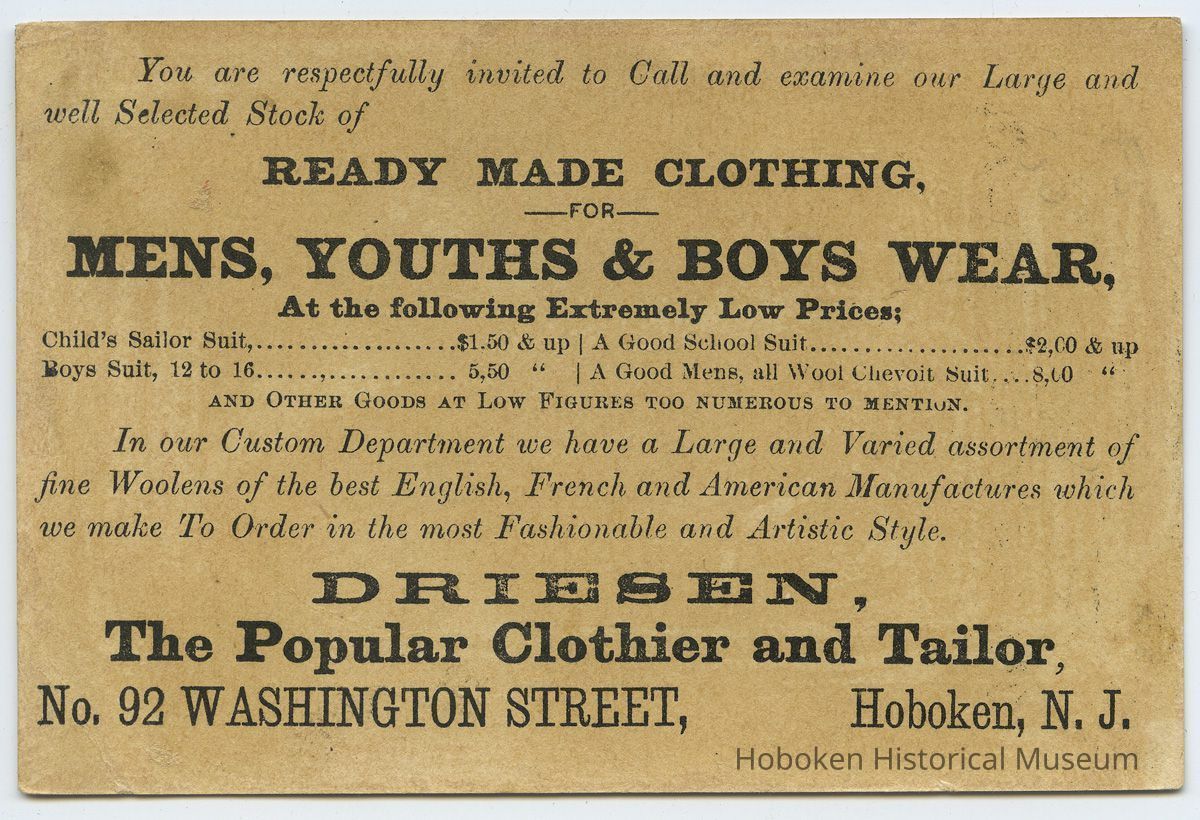 You are respectfully invited to Call and examine our Large and
well Selected Stock of
READY MADE CLOTHING,
—FOR—
MENS, YOUTHS & BOYS WEAR,
At the following Extremely Low Prices;
Child's Sailor Suit,....................$1.50 & up | A Good School Suit......................$2,00 & up
Boys Suit, 12 to 16......,............. 5,50 “ | A Good Mens, all Wool Chevoit Suit....8,00 “
AND OTHER GOODS AT LOW FIGURES TOO NUMEROUS TO MENTION.
In our Custom Department we have a Large and Varied assortment of
fine Woolens of the best English, French and American Manufactures which
we make To Order in the most Fashionable and Artistic Style.
DRIESEN,
The Popular Clothier and Tailor,
No. 92 WASHINGTON STREET, Hoboken, N. J.
Hoboken Historical Museum